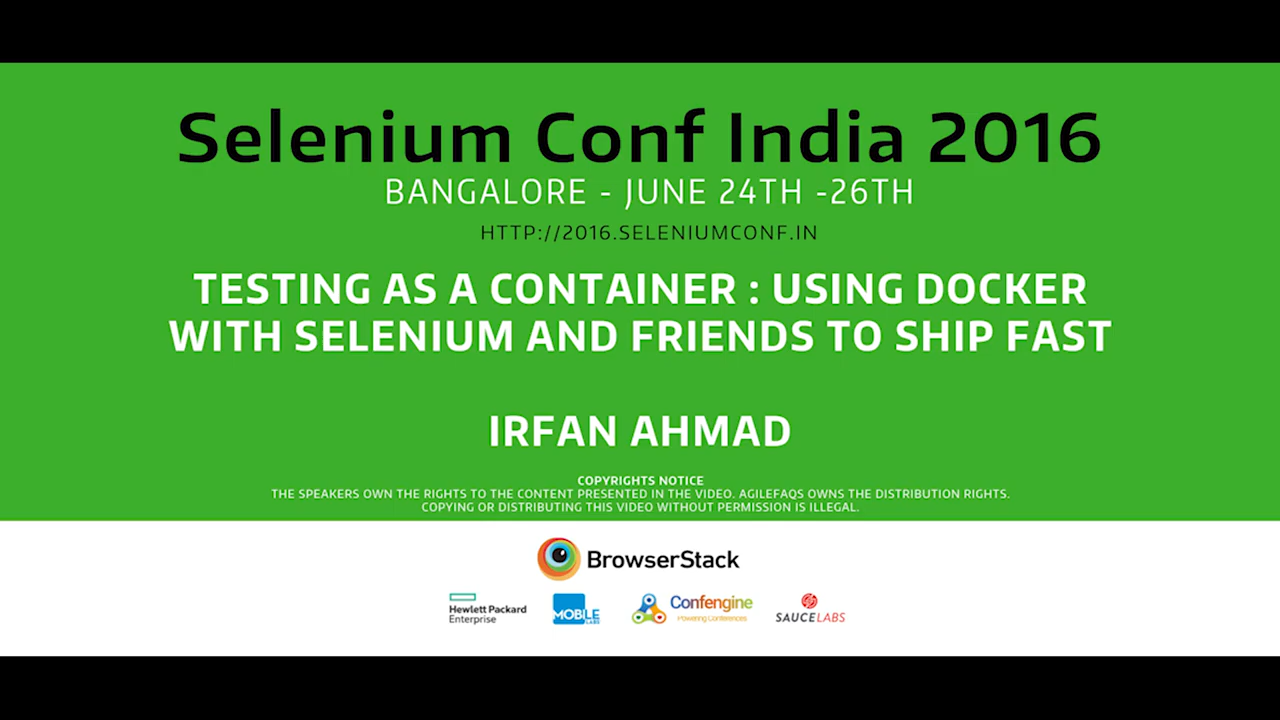 Selenium Conf India 2016
BANGALORE - JUNE 24TH -26TH
HTTP://2016.SELENIUMCONF.IN
TESTING AS A CONTAINER : USING DOCKER
WITH SELENIUM AND FRIENDS TO SHIP FAST
IRFAN AHMAD
COPYRIGHTS NOTICE
THE SPEAKERS OWN THE RIGHTS TO THE CONTENT PRESENTED IN THE VIDEO. AGILEFAQS OWNS THE DISTRIBUTION RIGHTS.
COPYING OR DISTRIBUTING THIS VIDEO WITHOUT PERMISSION IS ILLEGAL.
BrowserStack
Hewlett Packard
Enterprise
MOBILE
LABS
Confengine
Powering Conferences
SAUCELABS